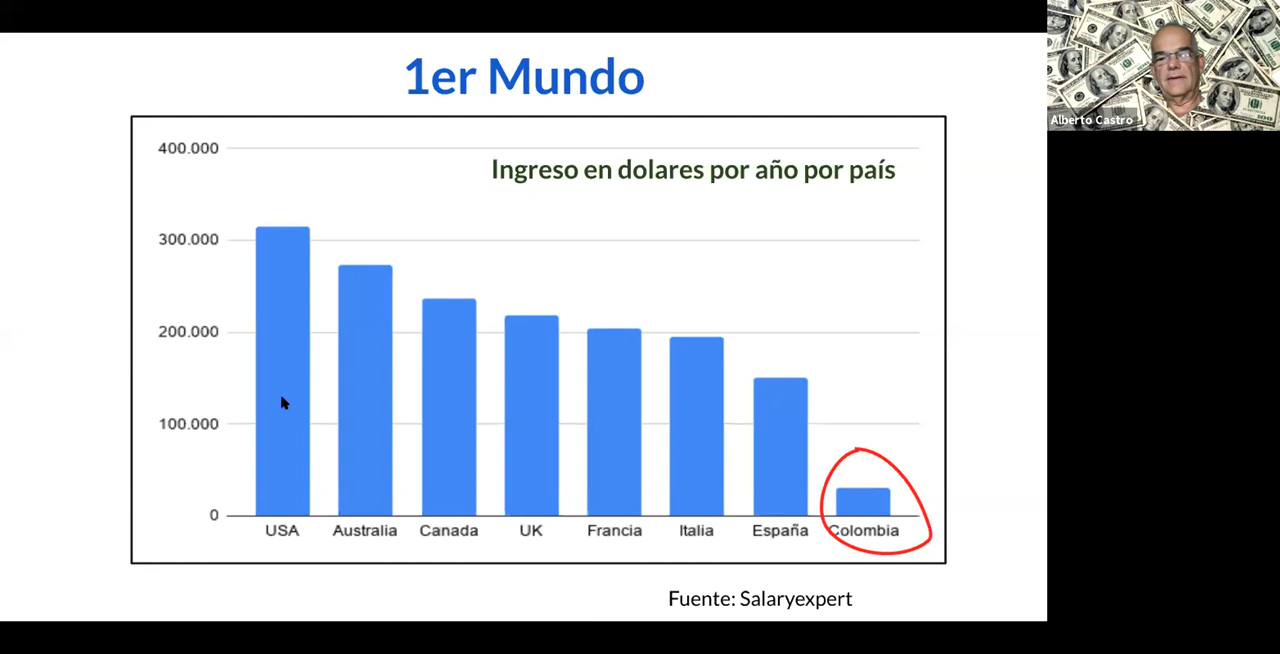 1er Mundo
400.000
Ingreso en dolares por año por país
300.000
200.000
100.000
0
USA Australia Canada UK Francia Italia España Colombia
Fuente: Salaryexpert
Alberto Castro